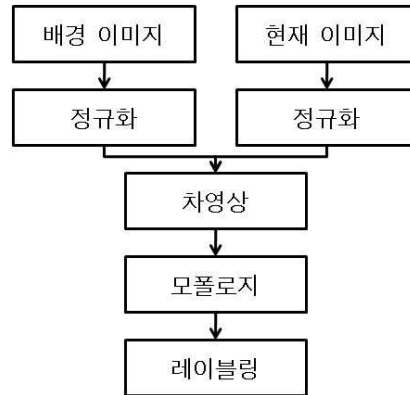 배경 이미지
현재 이미지
정규화
정규화
차영상
모폴로지
레이블링